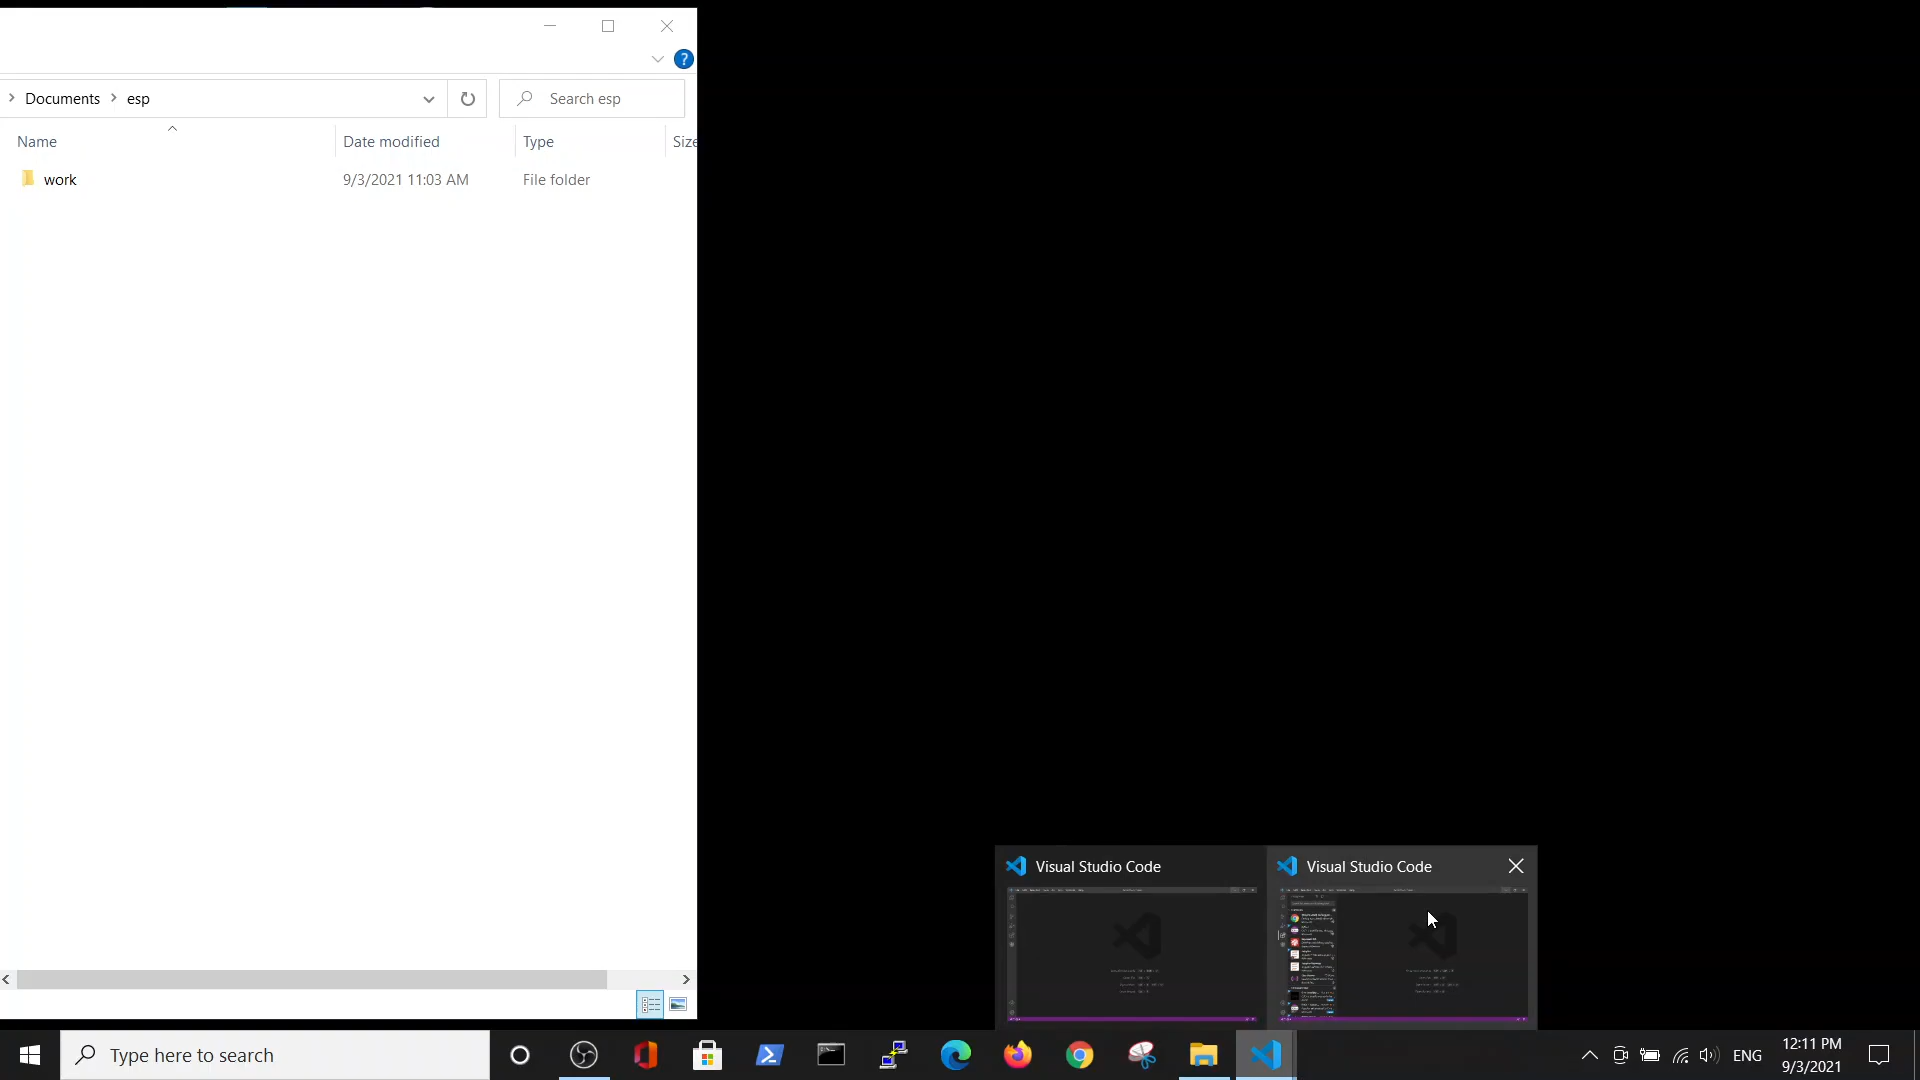 Documents
esp
Search esp
Name
Date modified
Type
Size
work
9/3/2021 11:03 AM
File folder
Visual Studio Code
Visual Studio Code
Type here to search
ENG
12:11 PM
9/3/2021